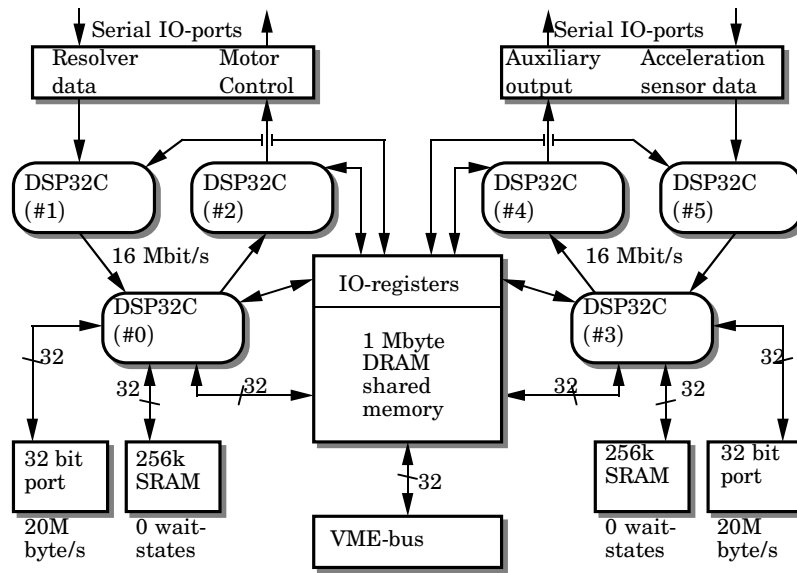 Serial IO-ports
Serial IO-ports
Resolver data
Motor Control
Auxiliary output
Acceleration sensor data
DSP32C (#1)
DSP32C (#2)
DSP32C (#4)
DSP32C (#5)
16 Mbit/s
16 Mbit/s
DSP32C (#0)
IO-registers
DSP32C (#3)
1 Mbyte
DRAM
shared
memory
32
32
32
32
32
32
32 bit
port
256k
SRAM
32
256k
SRAM
32 bit
port
20M
byte/s
0 wait-
states
VME-bus
0 wait-
states
20M
byte/s